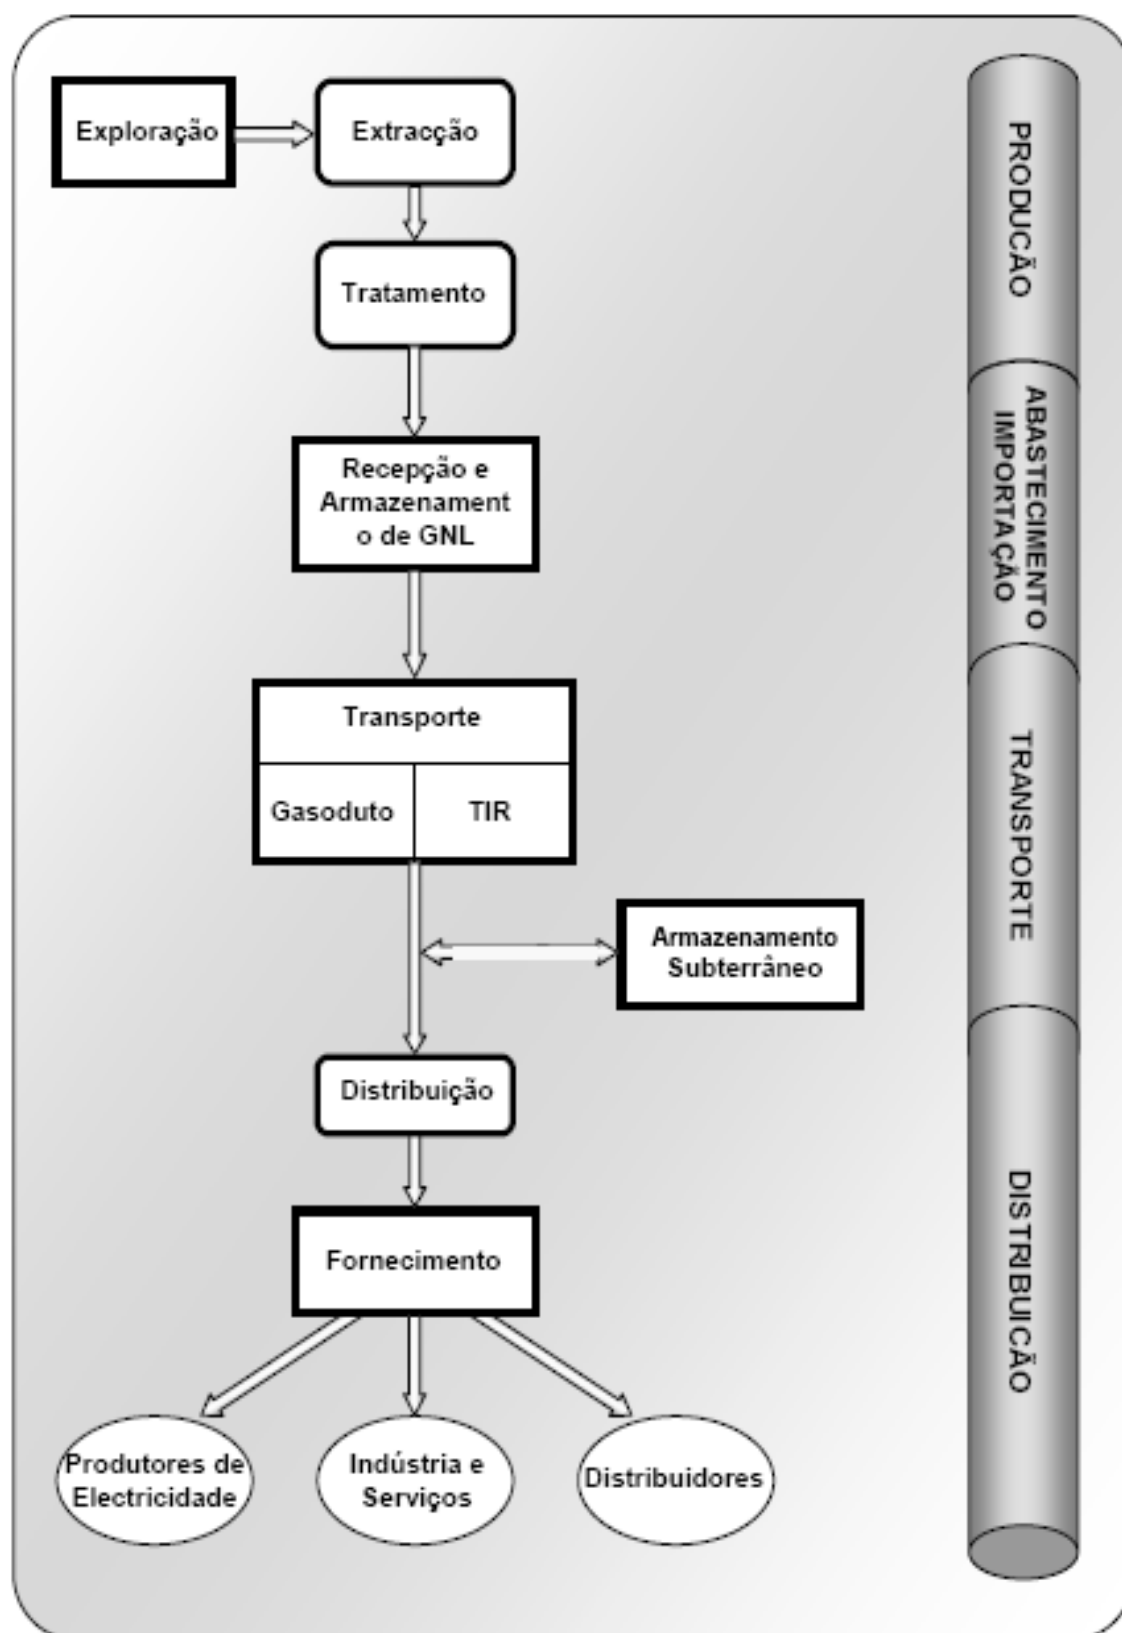 Exploração
Extracção
Tratamento
Recepção e
Armazenament
o de GNL
Transporte
Gasoduto
TIR
Armazenamento
Subterrâneo
Distribuição
Fornecimento
Produtores de
Electricidade
Indústria e
Serviços
Distribuidores
PRODUCÃO
ABASTECIMENTO
IMPORTAÇÃO
TRANSPORTE
DISTRIBUICÃO